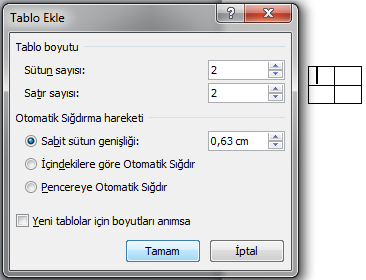 Tablo Ekle
Tablo boyutu
Sütun sayısı: 2
Satır sayısı: 2
Otomatik Sığdırma hareketi
Sabit sütun genişliği: 0,63 cm
İçindekilere göre Otomatik Sığdır
Pencereye Otomatik Sığdır
Yeni tablolar için boyutları anımsa
Tamam İptal